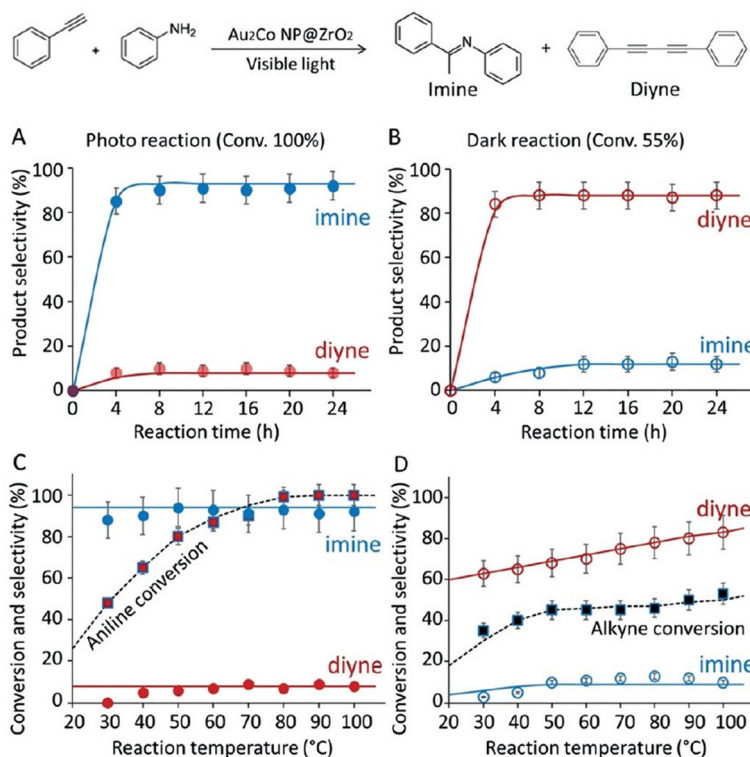 NH2
+
Au2Co NP@ZrO2
Visible light
N
Imine
+
Diyne
A Photo reaction (Conv. 100%)
Product selectivity (%)
100
80
60
40
20
0
imine
diyne
0 4 8 12 16 20 24
Reaction time (h)
B Dark reaction (Conv. 55%)
Product selectivity (%)
100
80
60
40
20
0
diyne
imine
0 4 8 12 16 20 24
Reaction time (h)
C
Conversion and selectivity (%)
100
80
60
40
20
0
imine
Aniline conversion
diyne
20 30 40 50 60 70 80 90 100
Reaction temperature (°C)
D
Conversion and selectivity (%)
100
80
60
40
20
0
diyne
Alkyne conversion
imine
20 30 40 50 60 70 80 90 100
Reaction temperature (°C)